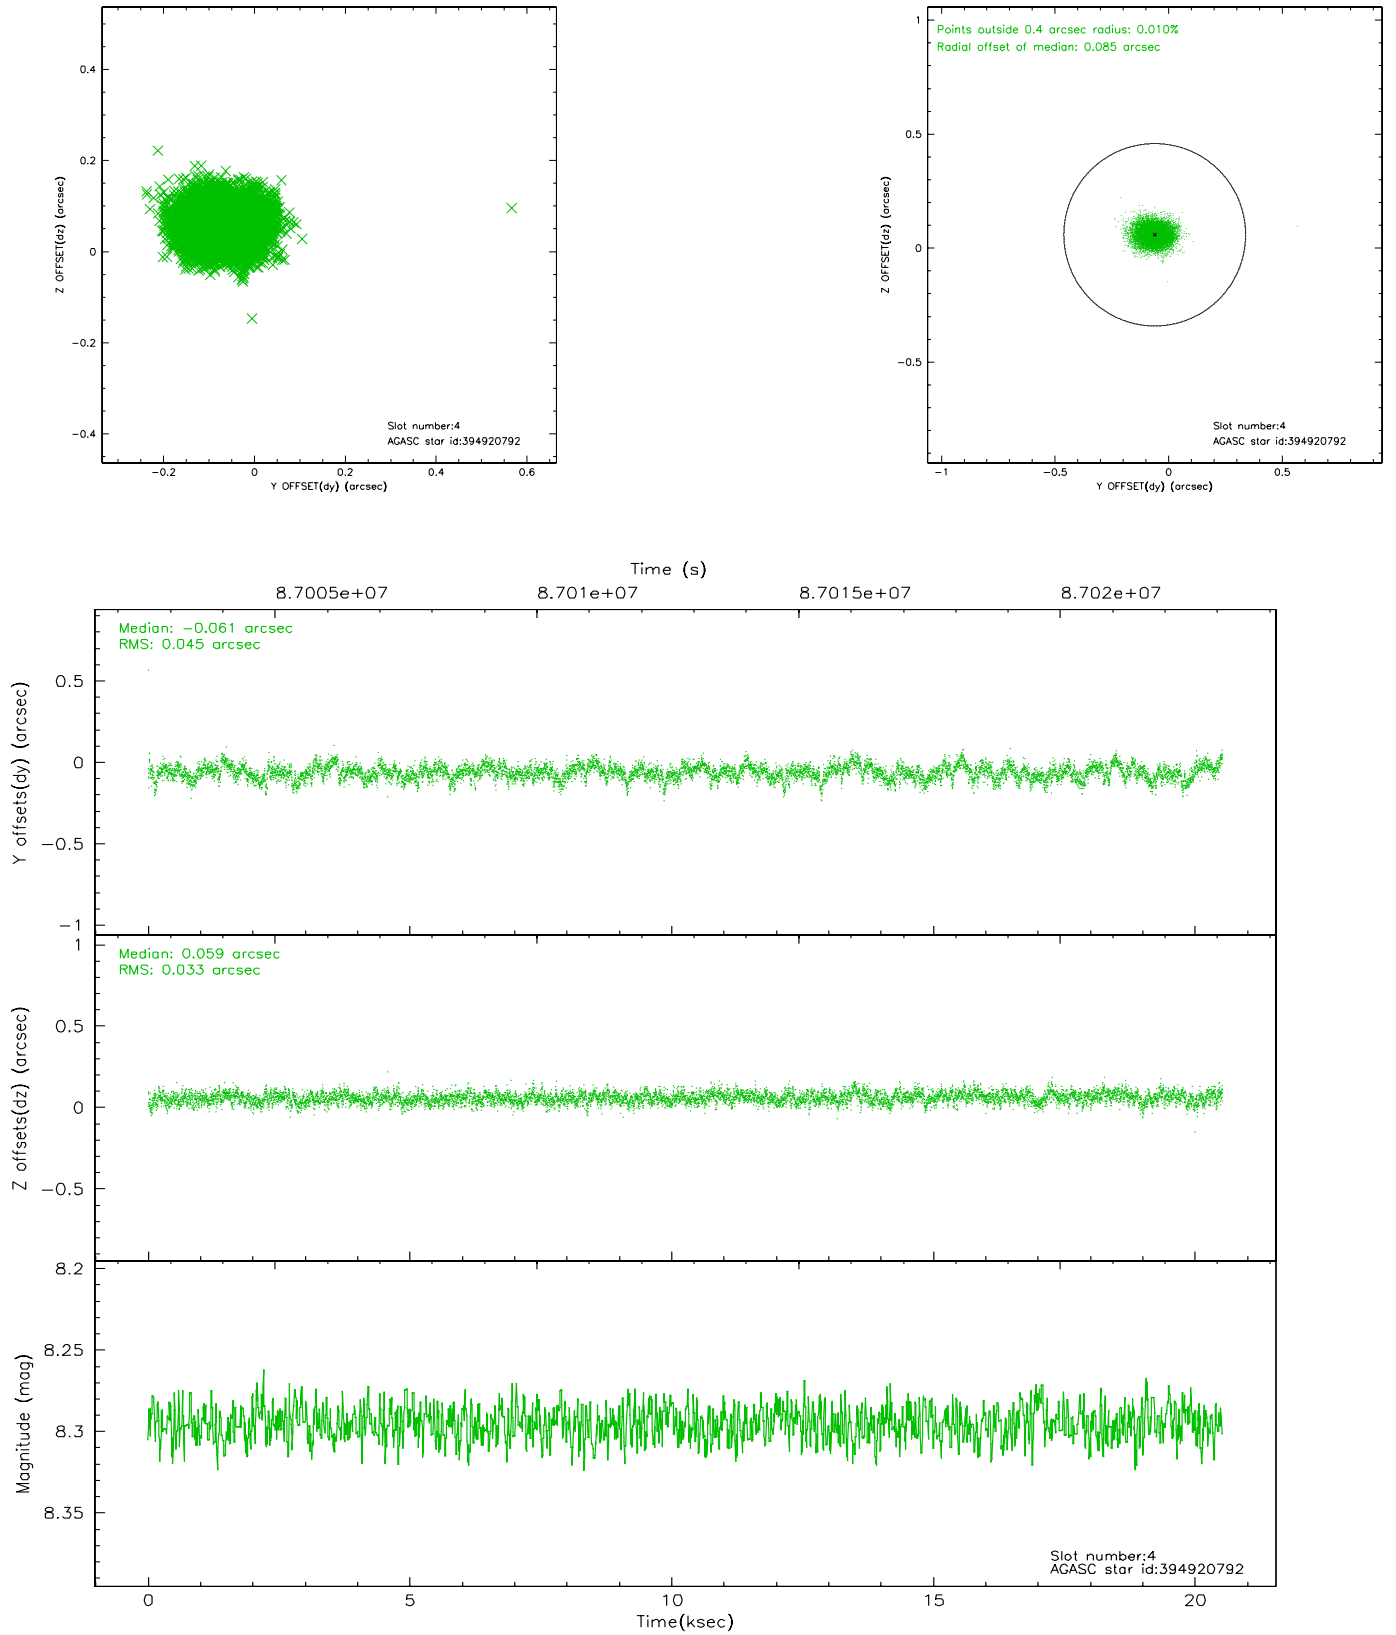 0.4
0.2
0
−0.2
−0.4
Z OFFSET(dz) (arcsec)
Slot number:4
AGASC star id:394920792
−0.2 0 0.2 0.4 0.6
Y OFFSET(dy) (arcsec)
Points outside 0.4 arcsec radius: 0.010%
Radial offset of median: 0.085 arcsec
1
0.5
0
−0.5
Z OFFSET(dz) (arcsec)
Slot number:4
AGASC star id:394920792
−1 −0.5 0 0.5
Y OFFSET(dy) (arcsec)
Time (s)
8.7005e+07 8.701e+07 8.7015e+07 8.702e+07
Median: −0.061 arcsec
RMS: 0.045 arcsec
0.5
0
−0.5
−1
Y offsets(dy) (arcsec)
Median: 0.059 arcsec
RMS: 0.033 arcsec
1
0.5
0
−0.5
Z offsets(dz) (arcsec)
8.2
8.25
8.3
8.35
Magnitude (mag)
Slot number:4
AGASC star id:394920792
0 5 10 15 20
Time(ksec)